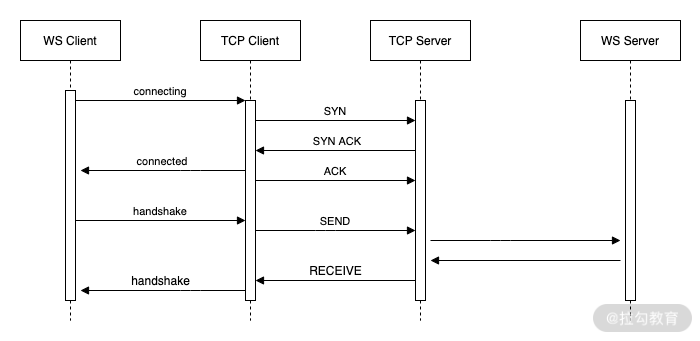 WS Client
TCP Client
TCP Server
WS Server
connecting
SYN
SYN ACK
connected
ACK
handshake
SEND
RECEIVE
handshake
@拉勾教育